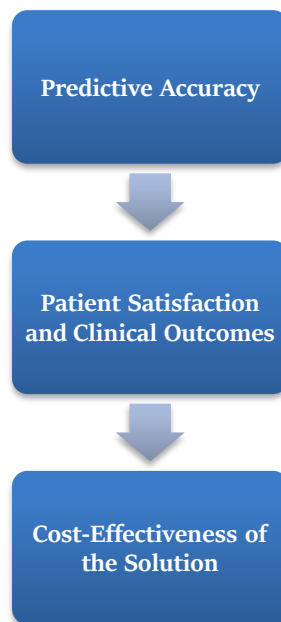 Predictive Accuracy
Patient Satisfaction
and Clinical Outcomes
Cost-Effectiveness of
the Solution